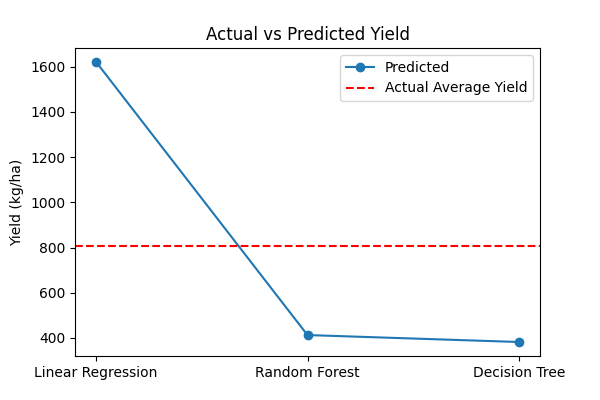 Actual vs Predicted Yield
Predicted
Actual Average Yield
Yield (kg/ha)
1600
1400
1200
1000
800
600
400
Linear Regression
Random Forest
Decision Tree